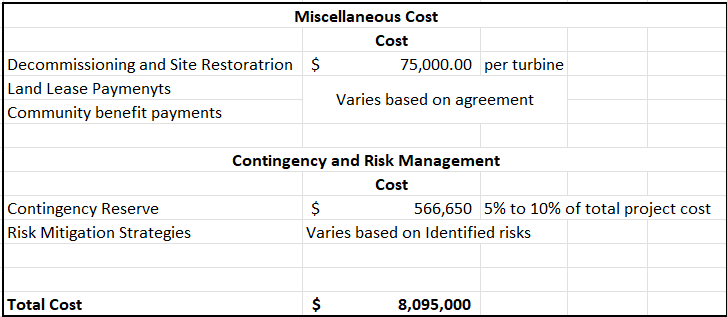 Miscellaneous Cost
Cost
Decommissioning and Site Restoratrion $ 75,000.00 per turbine
Land Lease Paymenyts
Varies based on agreement
Community benefit payments
Contingency and Risk Management
Cost
Contingency Reserve $ 566,650 5% to 10% of total project cost
Risk Mitigation Strategies Varies based on Identified risks
Total Cost $ 8,095,000